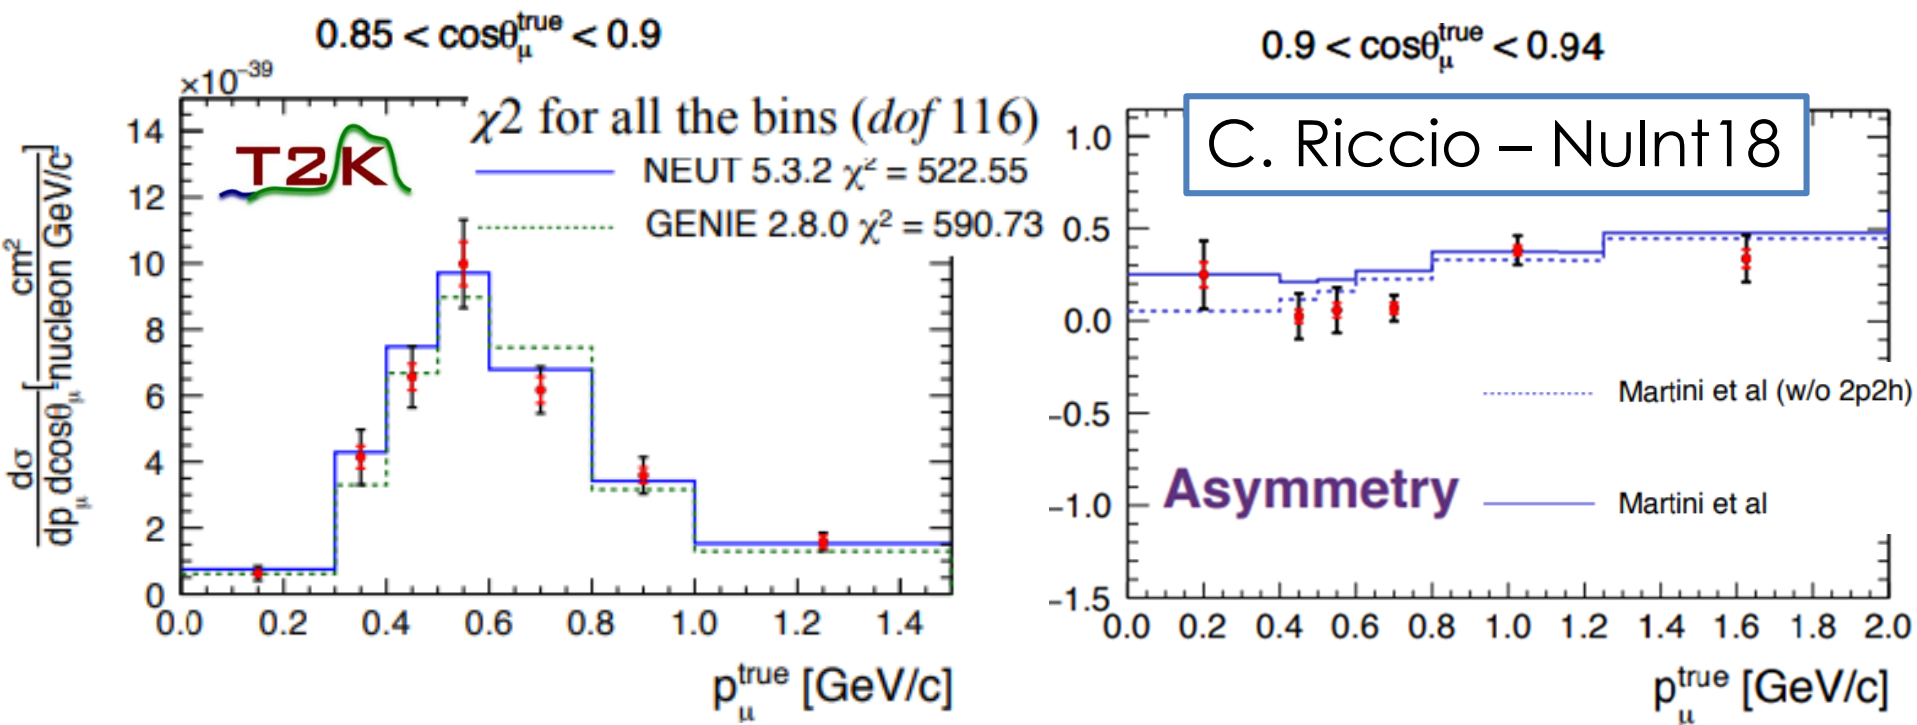 0.85 < cosθ_μ^true < 0.9
×10^−39
χ2 for all the bins (dof 116)
T2K
NEUT 5.3.2 χ² = 522.55
GENIE 2.8.0 χ² = 590.73
14
12
10
8
6
4
2
0
dσ
dp_μ dcosθ_μ
cm²
nucleon GeV/c
0.0 0.2 0.4 0.6 0.8 1.0 1.2 1.4
p_μ^true [GeV/c]
0.9 < cosθ_μ^true < 0.94
C. Riccio – NuInt18
1.0
0.5
0.0
−0.5
−1.0
−1.5
Martini et al (w/o 2p2h)
Asymmetry
Martini et al
0.0 0.2 0.4 0.6 0.8 1.0 1.2 1.4 1.6 1.8 2.0
p_μ^true [GeV/c]